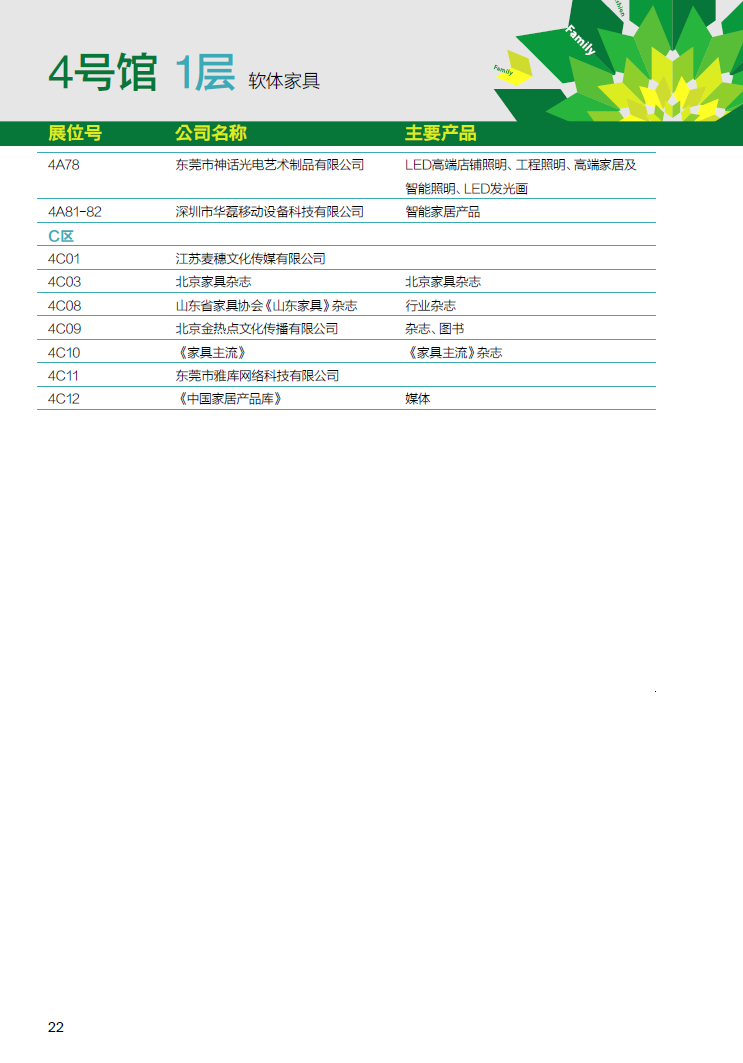 4号馆 1层 软体家具
Family
Family
展位号 公司名称 主要产品
4A78 东莞市神话光电艺术制品有限公司 LED高端店铺照明、工程照明、高端家居及
智能照明、LED发光画
4A81-82 深圳市华磊移动设备科技有限公司 智能家居产品
C区
4C01 江苏麦穗文化传媒有限公司
4C03 北京家具杂志 北京家具杂志
4C08 山东省家具协会《山东家具》杂志 行业杂志
4C09 北京金热点文化传播有限公司 杂志、图书
4C10 《家具主流》 《家具主流》杂志
4C11 东莞市雅库网络科技有限公司
4C12 《中国家居产品库》 媒体
22